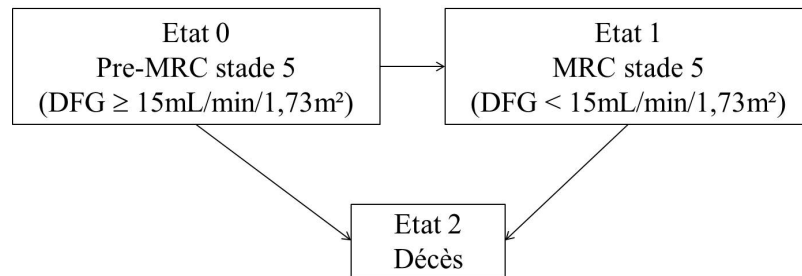 Etat 0
Pre-MRC stade 5
(DFG ≥ 15mL/min/1,73m²)
Etat 1
MRC stade 5
(DFG < 15mL/min/1,73m²)
Etat 2
Décès